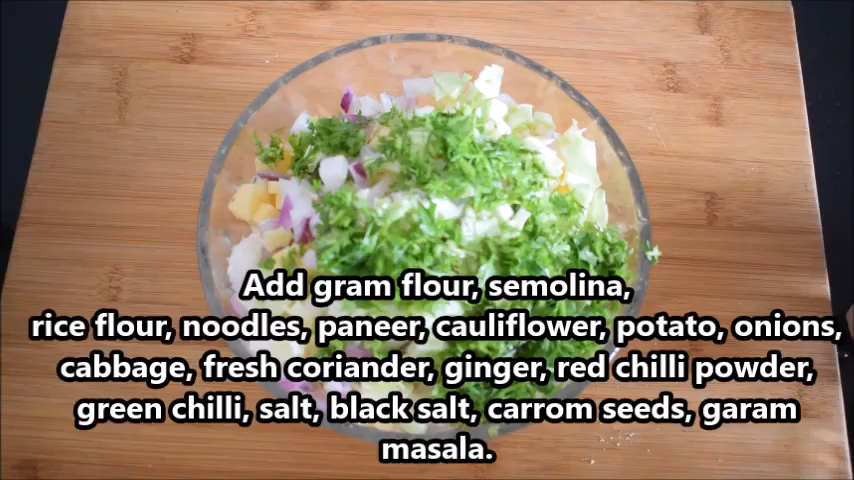 Add gram flour, semolina,
rice flour, noodles, paneer, cauliflower, potato, onions,
cabbage, fresh coriander, ginger, red chilli powder,
green chilli, salt, black salt, carrom seeds, garam
masala.